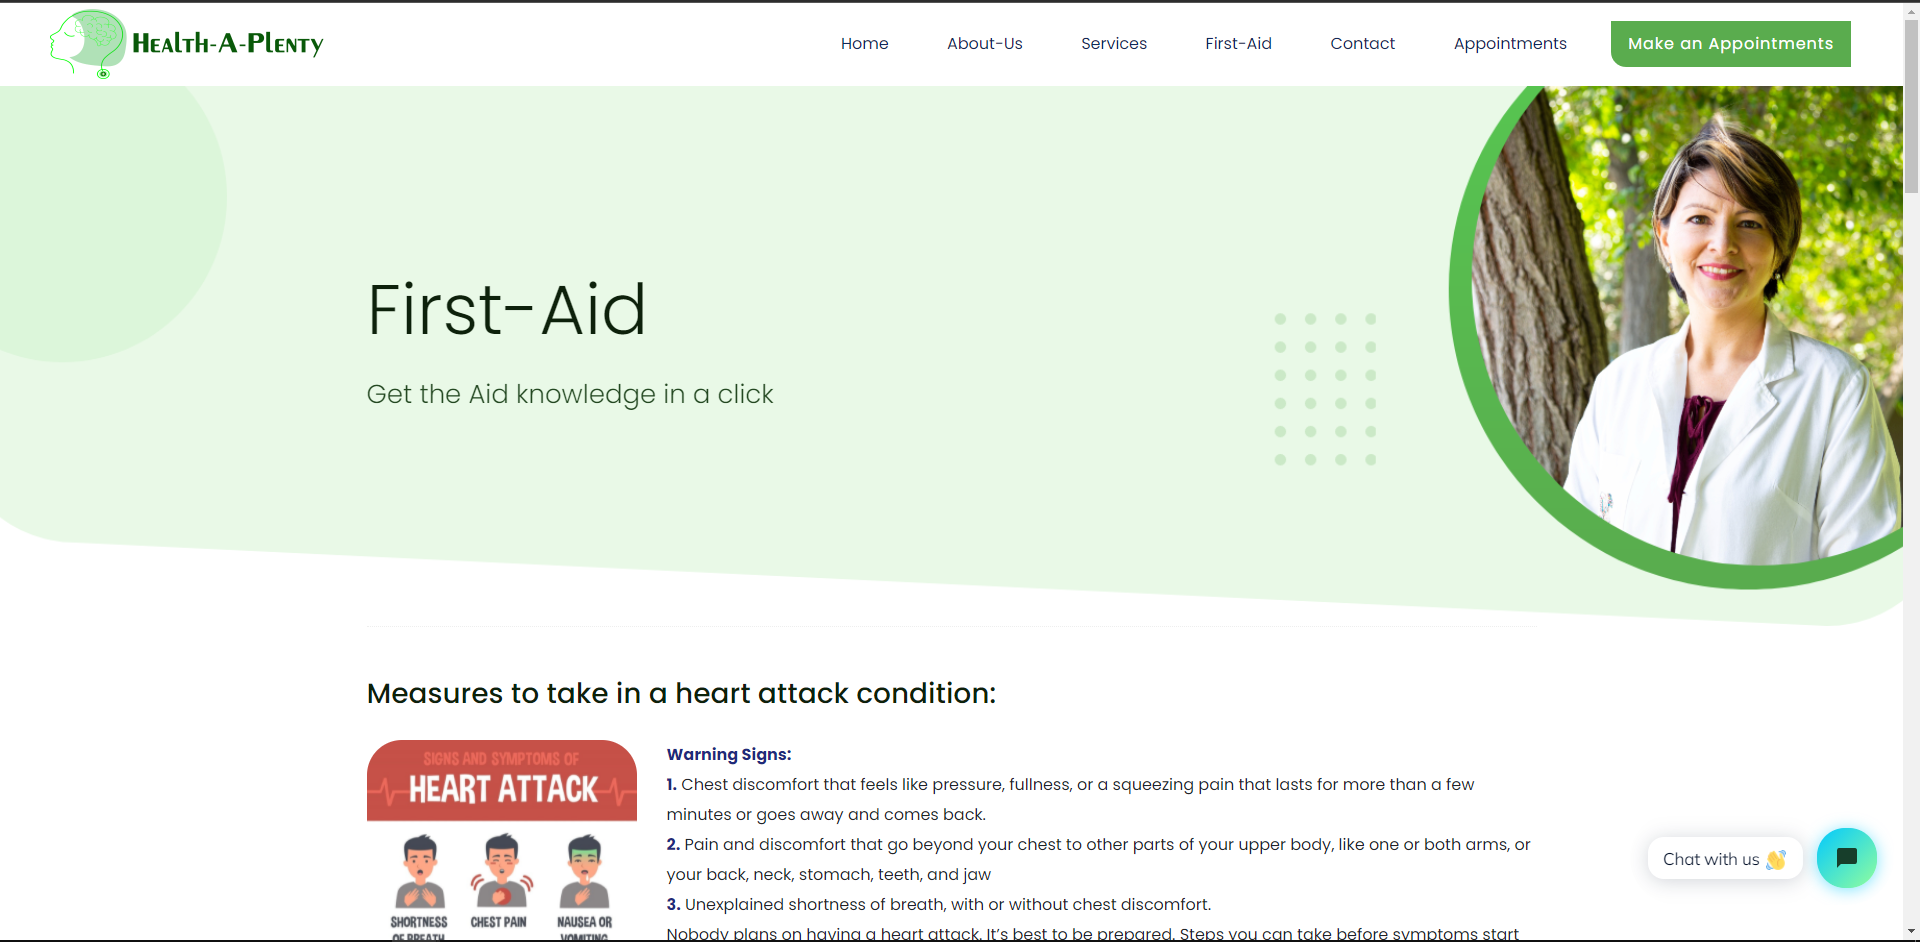 Health-A-Plenty
Home About-Us Services First-Aid Contact Appointments Make an Appointments
First-Aid
Get the Aid knowledge in a click
Measures to take in a heart attack condition:
SIGNS AND SYMPTOMS OF
HEART ATTACK
SHORTNESS
OF BREATH
CHEST PAIN
NAUSEA OR
VOMITING
Warning Signs:
1. Chest discomfort that feels like pressure, fullness, or a squeezing pain that lasts for more than a few
minutes or goes away and comes back.
2. Pain and discomfort that go beyond your chest to other parts of your upper body, like one or both arms, or
your back, neck, stomach, teeth, and jaw
3. Unexplained shortness of breath, with or without chest discomfort.
Nobody plans on having a heart attack. It’s best to be prepared. Steps you can take before symptoms start
Chat with us 👋